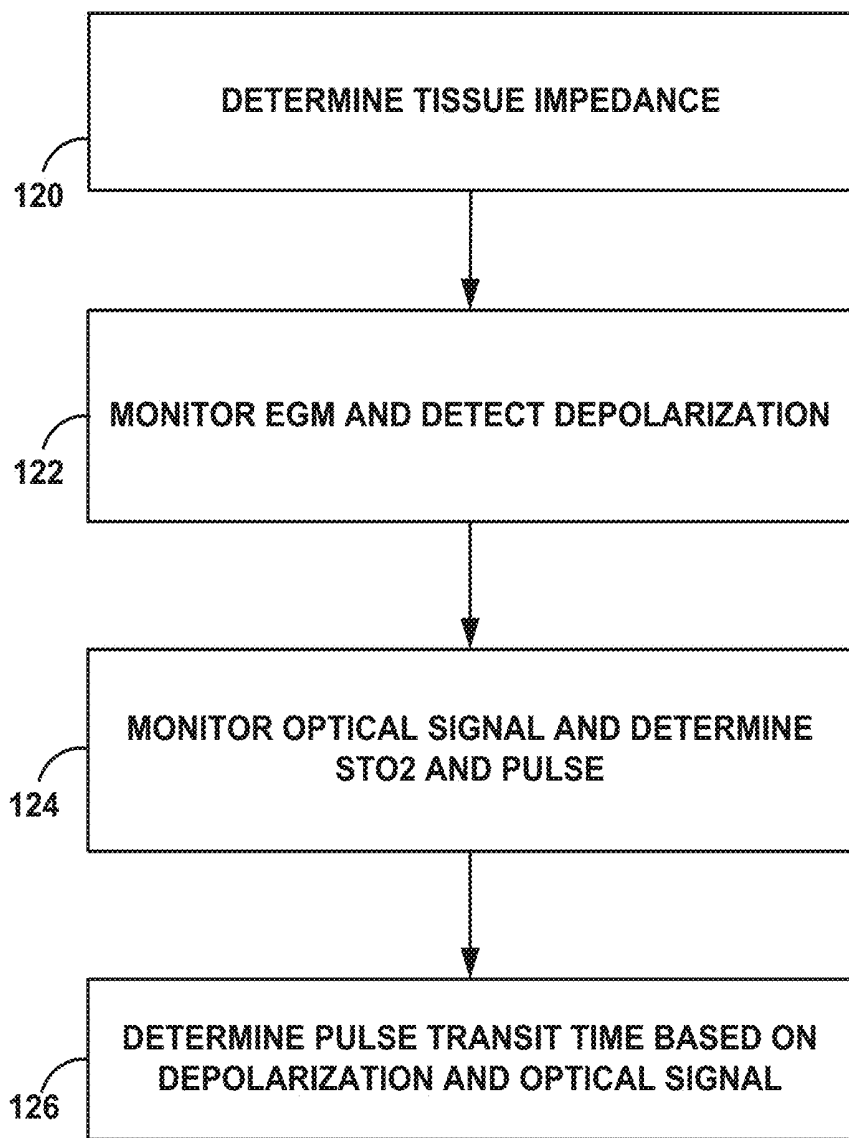 DETERMINE TISSUE IMPEDANCE
120
MONITOR EGM AND DETECT DEPOLARIZATION
122
MONITOR OPTICAL SIGNAL AND DETERMINE
STO2 AND PULSE
124
DETERMINE PULSE TRANSIT TIME BASED ON
DEPOLARIZATION AND OPTICAL SIGNAL
126